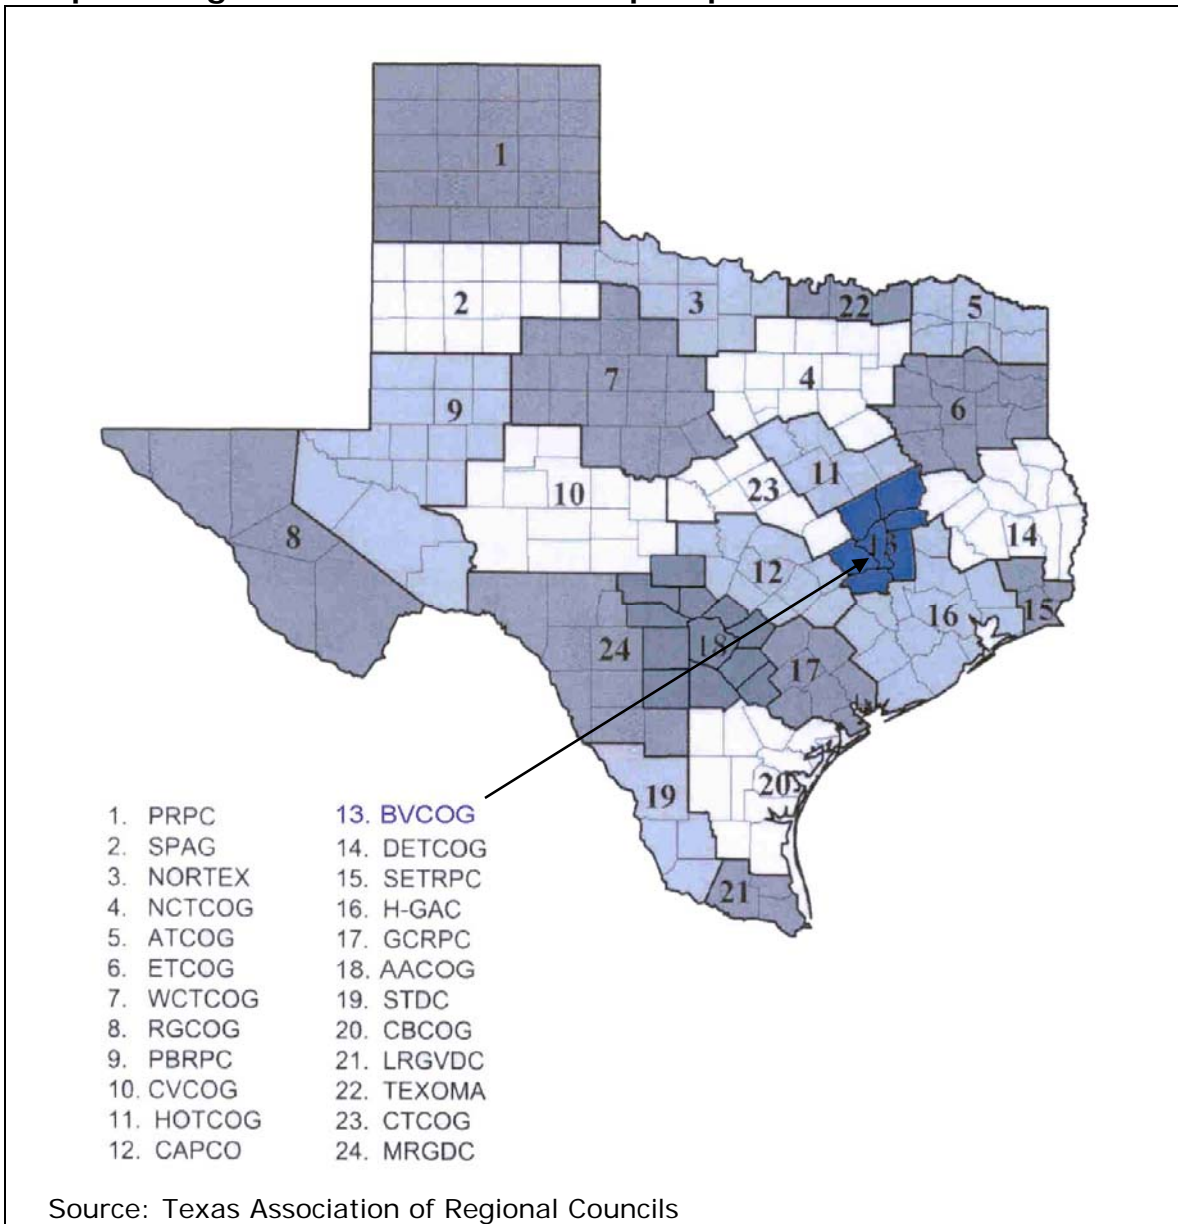 1
2
3
22
5
4
7
9
6
11
23
10
14
13
8
12
16
15
18
24
17
20
19
21
1. PRPC
2. SPAG
3. NORTEX
4. NCTCOG
5. ATCOG
6. ETCOG
7. WCTCOG
8. RGCOG
9. PBRPC
10. CVCOG
11. HOTCOG
12. CAPCO
13. BVCOG
14. DETCOG
15. SETRPC
16. H-GAC
17. GCRPC
18. AACOG
19. STDC
20. CBCOG
21. LRGVDC
22. TEXOMA
23. CTCOG
24. MRGDC
Source: Texas Association of Regional Councils